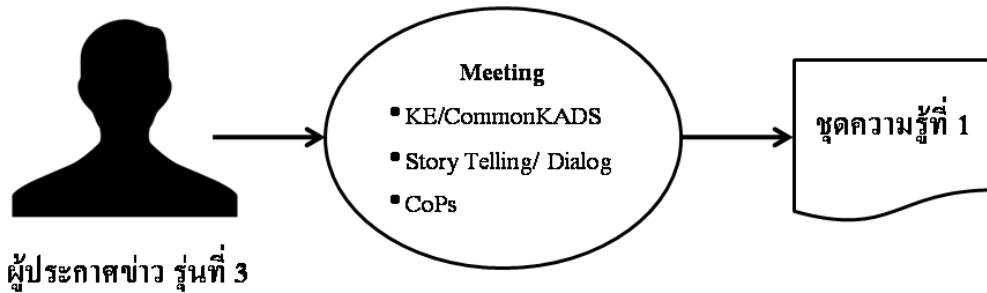 Meeting
▪ KE/CommonKADS
▪ Story Telling/ Dialog
▪ CoPs
ชุดความรู้ที่ 1
ผู้ประกาศข่าว รุ่นที่ 3